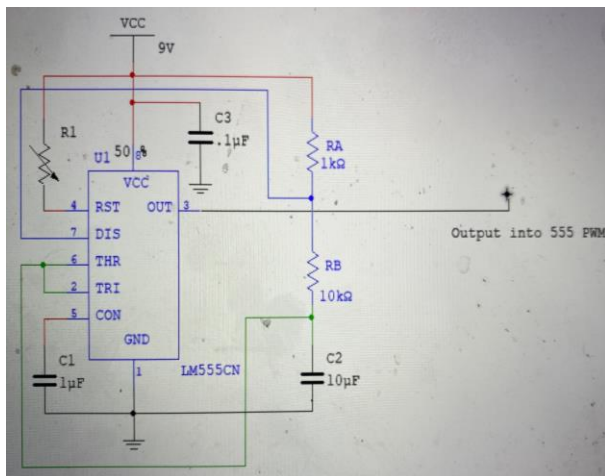 VCC
9V
R1
U1
50 %
8
VCC
C3
.1µF
RA
1kΩ
4
RST
OUT
3
7
DIS
6
THR
2
TRI
5
CON
GND
1
LM555CN
RB
10kΩ
Output into 555 PWM
C1
1µF
C2
10µF